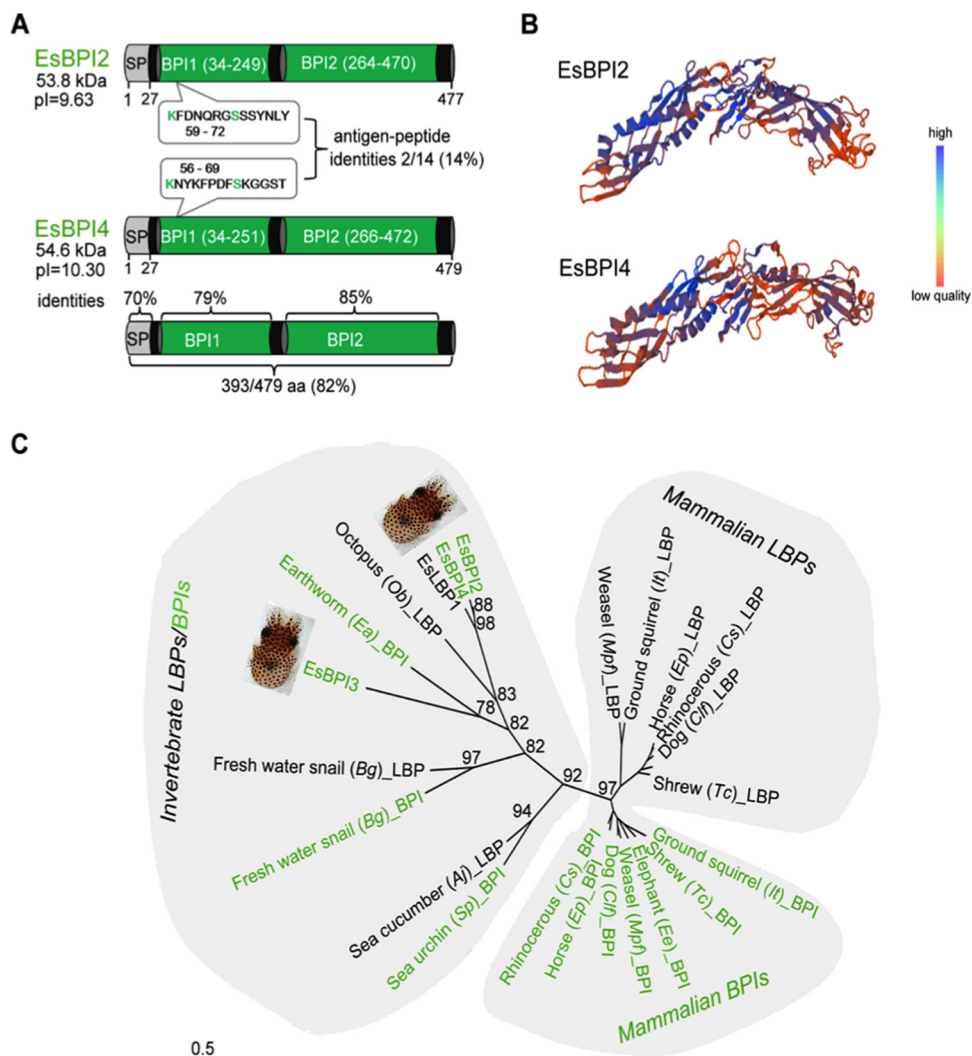 A
EsBPI2
53.8 kDa
pI=9.63
SP
BPI1 (34-249)
BPI2 (264-470)
1 27
477
KFDNQRGSSSYNLY
59 - 72
antigen-peptide
identities 2/14 (14%)
56 - 69
KNYKFPDFSKGGST
EsBPI4
54.6 kDa
pI=10.30
SP
BPI1 (34-251)
BPI2 (266-472)
1 27
479
identities
70%
79%
85%
SP
BPI1
BPI2
393/479 aa (82%)
B
EsBPI2
high
EsBPI4
low quality
C
Invertebrate LBPs/BPIs
Octopus (Ob)_LBP
EsLBP1
EsBPI4
EsBPI2
88
98
Earthworm (Ea)_BPI
EsBPI3
83
78
82
82
Fresh water snail (Bg)_LBP
97
Fresh water snail (Bg)_BPI
92
94
Sea cucumber (Aj)_LBP
Sea urchin (Sp)_BPI
97
Mammalian LBPs
Weasel (Mpf)_LBP
Ground squirrel (It)_LBP
Horse (Ep)_LBP
Rhinocerous (Cs)_LBP
Dog (Clf)_LBP
Shrew (Tc)_LBP
Rhinocerous (Cs)_BPI
Horse (Ep)_BPI
Dog (Clf)_BPI
Weasel (Mpf)_BPI
Elephant (Ee)_BPI
Shrew (Tc)_BPI
Ground squirrel (It)_BPI
Mammalian BPIs
0.5